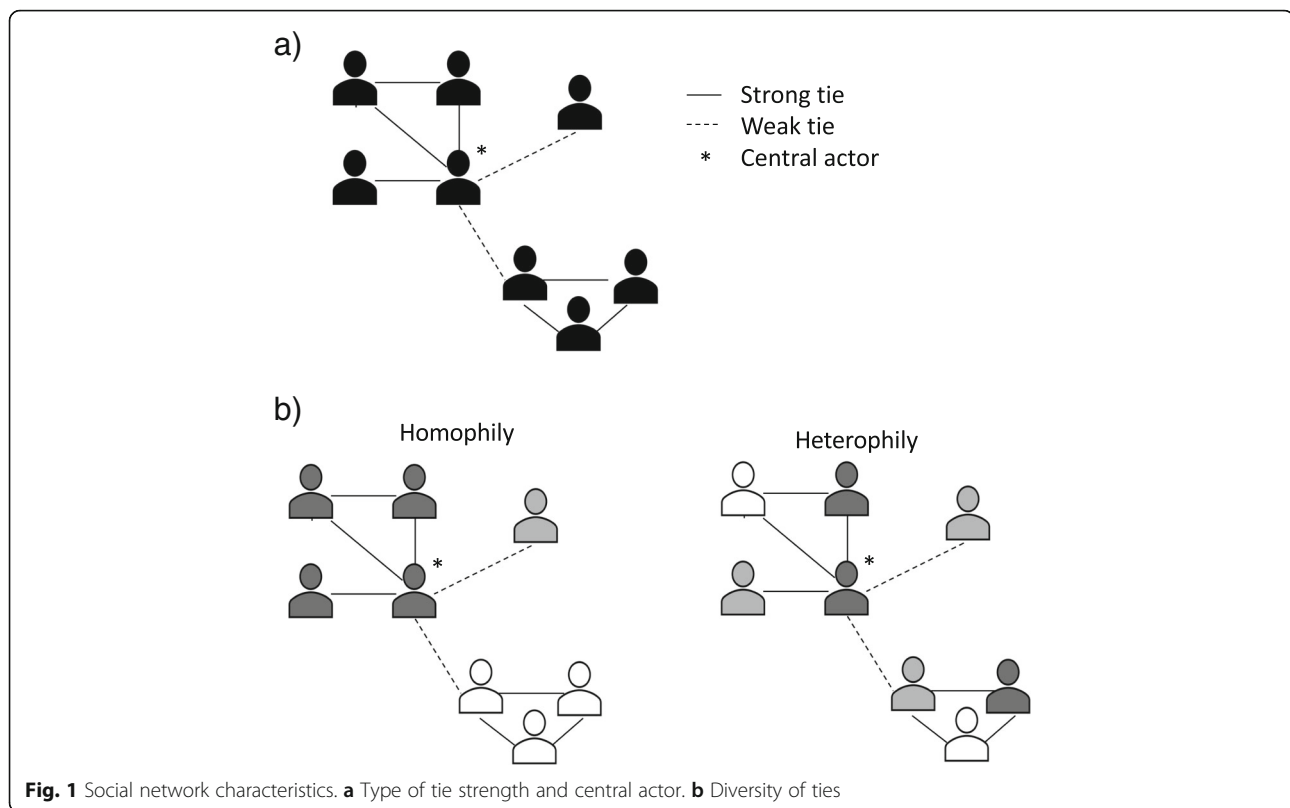 a)
Strong tie
Weak tie
* Central actor
*
b)
Homophily
Heterophily
*
*
Fig. 1 Social network characteristics. a Type of tie strength and central actor. b Diversity of ties